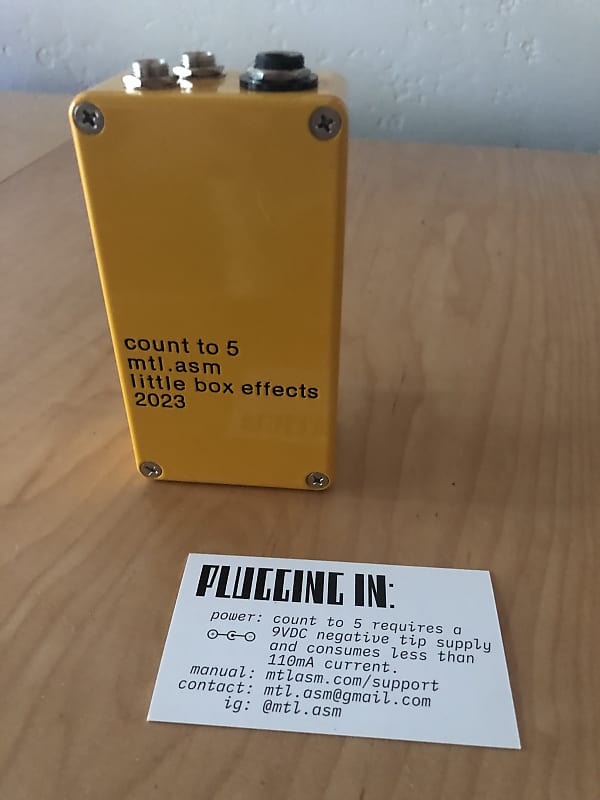 count to 5
mtl.asm
little box effects
2023
PLUGGING IN:
power: count to 5 requires a
9VDC negative tip supply
and consumes less than
110mA current.
manual: mtlasm.com/support
contact: mtl.asm@gmail.com
ig: @mtl.asm